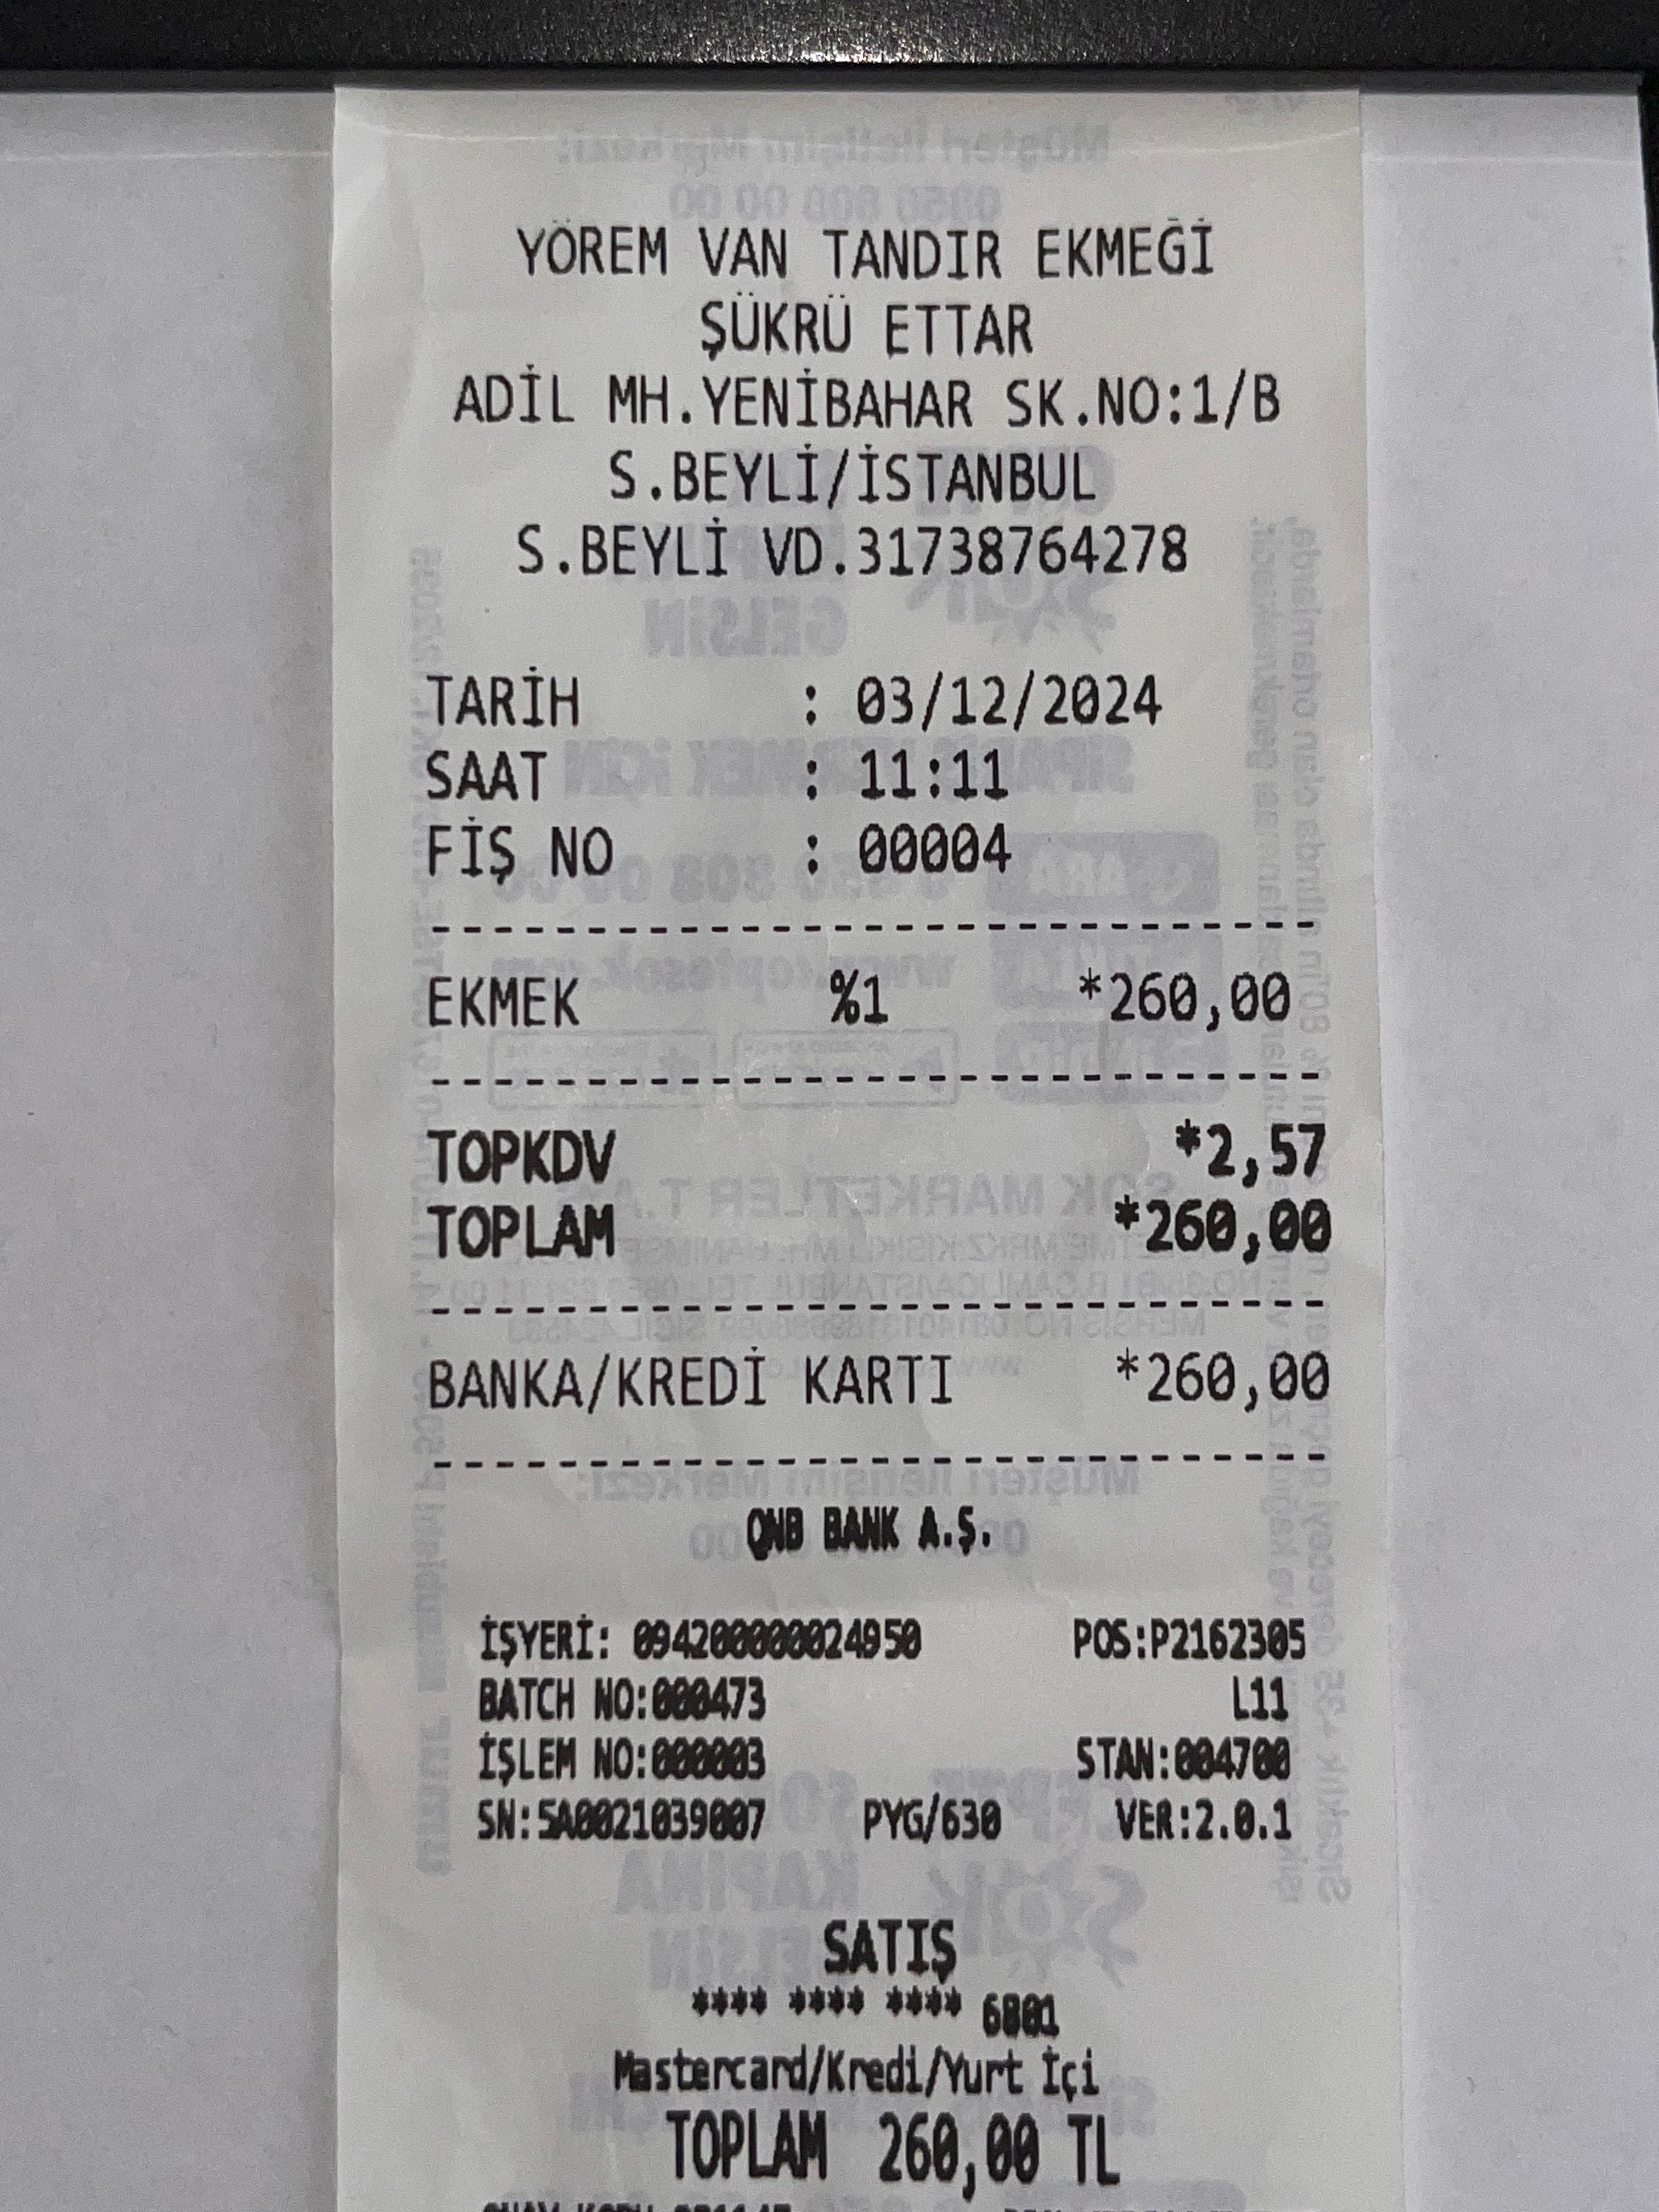 YÖREM VAN TANDIR EKMEĞİ
ŞÜKRÜ ETTAR
ADİL MH.YENİBAHAR SK.NO:1/B
S.BEYLİ/İSTANBUL
S.BEYLİ VD.31738764278
TARİH : 03/12/2024
SAAT : 11:11
FİŞ NO : 00004
EKMEK %1 *260,00
TOPKDV *2,57
TOPLAM *260,00
BANKA/KREDİ KARTI *260,00
QNB BANK A.Ş.
İŞYERİ: 094200000024950 POS:P2162305
BATCH NO:000473 L11
İŞLEM NO:000003 STAN:004700
SN:5A0021039007 PYG/630 VER:2.0.1
SATIŞ
**** **** **** 6801
Mastercard/Kredi/Yurt İçi
TOPLAM 260,00 TL